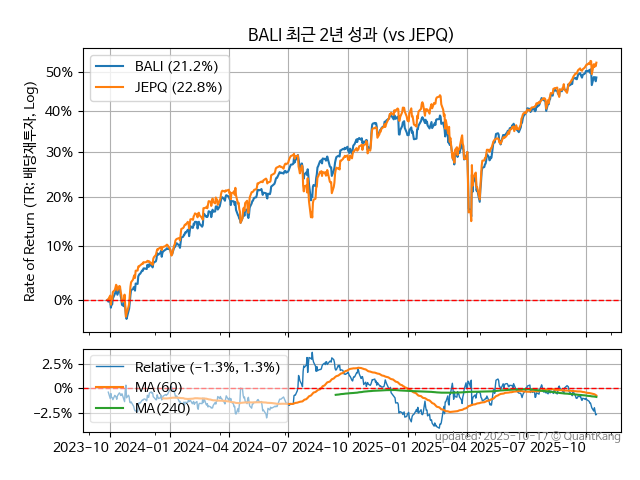 BALI 최근 2년 성과 (vs JEPQ)
BALI (21.2%)
JEPQ (22.8%)
Rate of Return (TR: 배당재투자, Log)
50%
40%
30%
20%
10%
0%
Relative (−1.3%, 1.3%)
MA(60)
MA(240)
2.5%
0%
−2.5%
2023-10 2024-01 2024-04 2024-07 2024-10 2025-01 2025-04 2025-07 2025-10
updated: 2025-10-17 © QuantKang